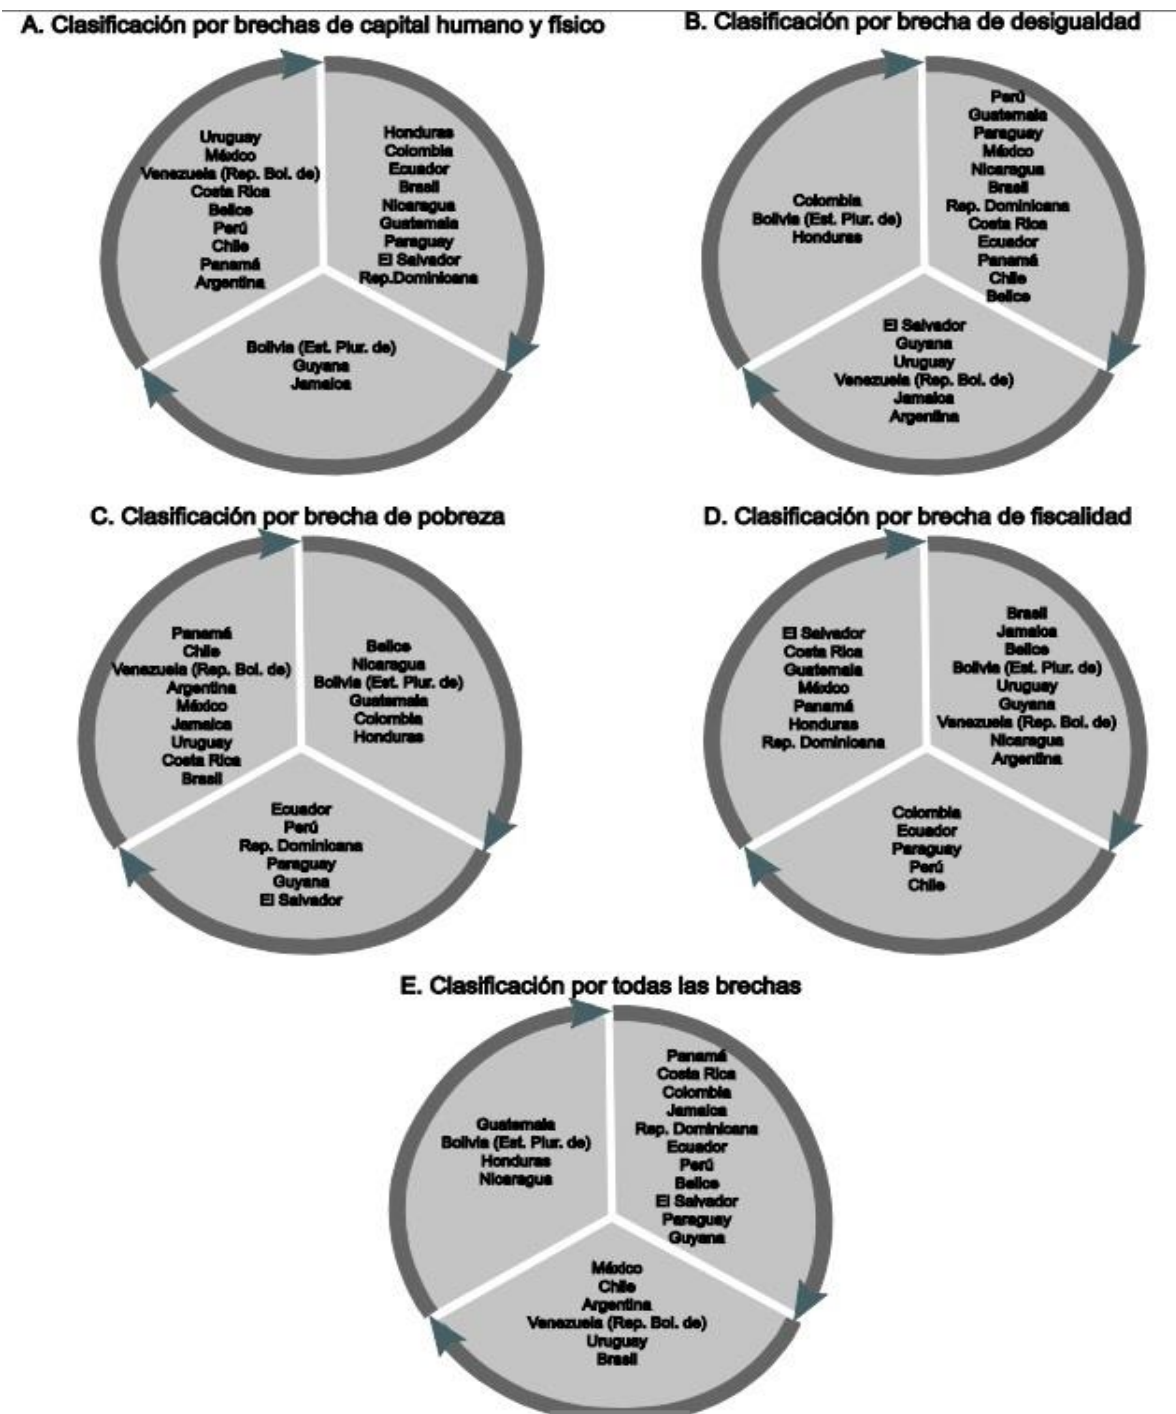 A. Clasificación por brechas de capital humano y físico
Uruguay
México
Venezuela (Rep. Bol. de)
Costa Rica
Belice
Perú
Chile
Panamá
Argentina
Honduras
Colombia
Ecuador
Brasil
Nicaragua
Guatemala
Paraguay
El Salvador
Rep.Dominicana
Bolivia (Est. Plur. de)
Guyana
Jamaica
B. Clasificación por brecha de desigualdad
Colombia
Bolivia (Est. Plur. de)
Honduras
Perú
Guatemala
Paraguay
México
Nicaragua
Brasil
Rep. Dominicana
Costa Rica
Ecuador
Panamá
Chile
Belice
El Salvador
Guyana
Uruguay
Venezuela (Rep. Bol. de)
Jamaica
Argentina
C. Clasificación por brecha de pobreza
Panamá
Chile
Venezuela (Rep. Bol. de)
Argentina
México
Jamaica
Uruguay
Costa Rica
Brasil
Belice
Nicaragua
Bolivia (Est. Plur. de)
Guatemala
Colombia
Honduras
Ecuador
Perú
Rep. Dominicana
Paraguay
Guyana
El Salvador
D. Clasificación por brecha de fiscalidad
El Salvador
Costa Rica
Guatemala
México
Panamá
Honduras
Rep. Dominicana
Brasil
Jamaica
Belice
Bolivia (Est. Plur. de)
Uruguay
Guyana
Venezuela (Rep. Bol. de)
Nicaragua
Argentina
Colombia
Ecuador
Paraguay
Perú
Chile
E. Clasificación por todas las brechas
Guatemala
Bolivia (Est. Plur. de)
Honduras
Nicaragua
Panamá
Costa Rica
Colombia
Jamaica
Rep. Dominicana
Ecuador
Perú
Belice
El Salvador
Paraguay
Guyana
México
Chile
Argentina
Venezuela (Rep. Bol. de)
Uruguay
Brasil